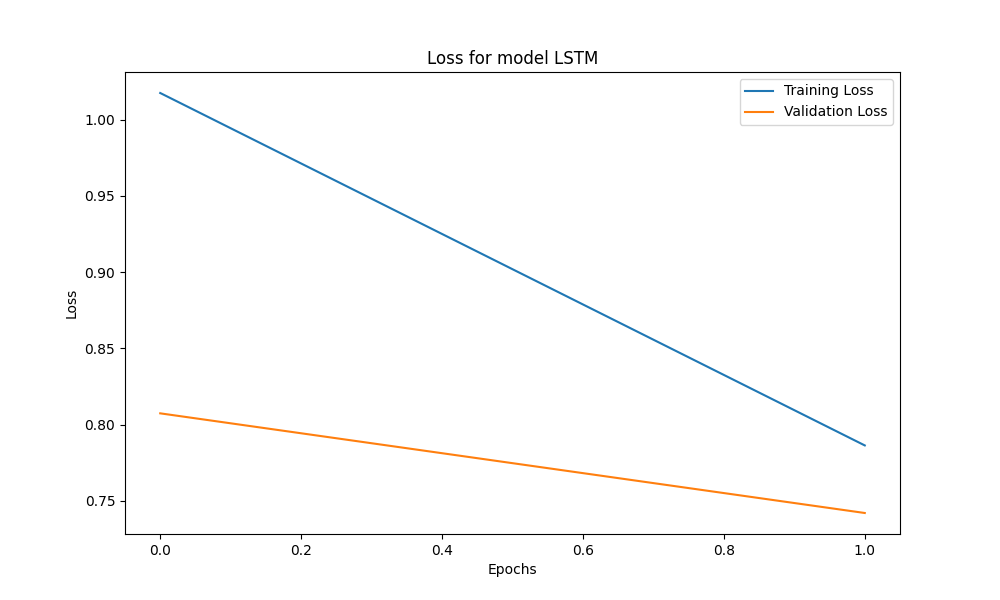 Loss for model LSTM
Training Loss
Validation Loss
1.00
0.95
0.90
0.85
0.80
0.75
Loss
0.0 0.2 0.4 0.6 0.8 1.0
Epochs